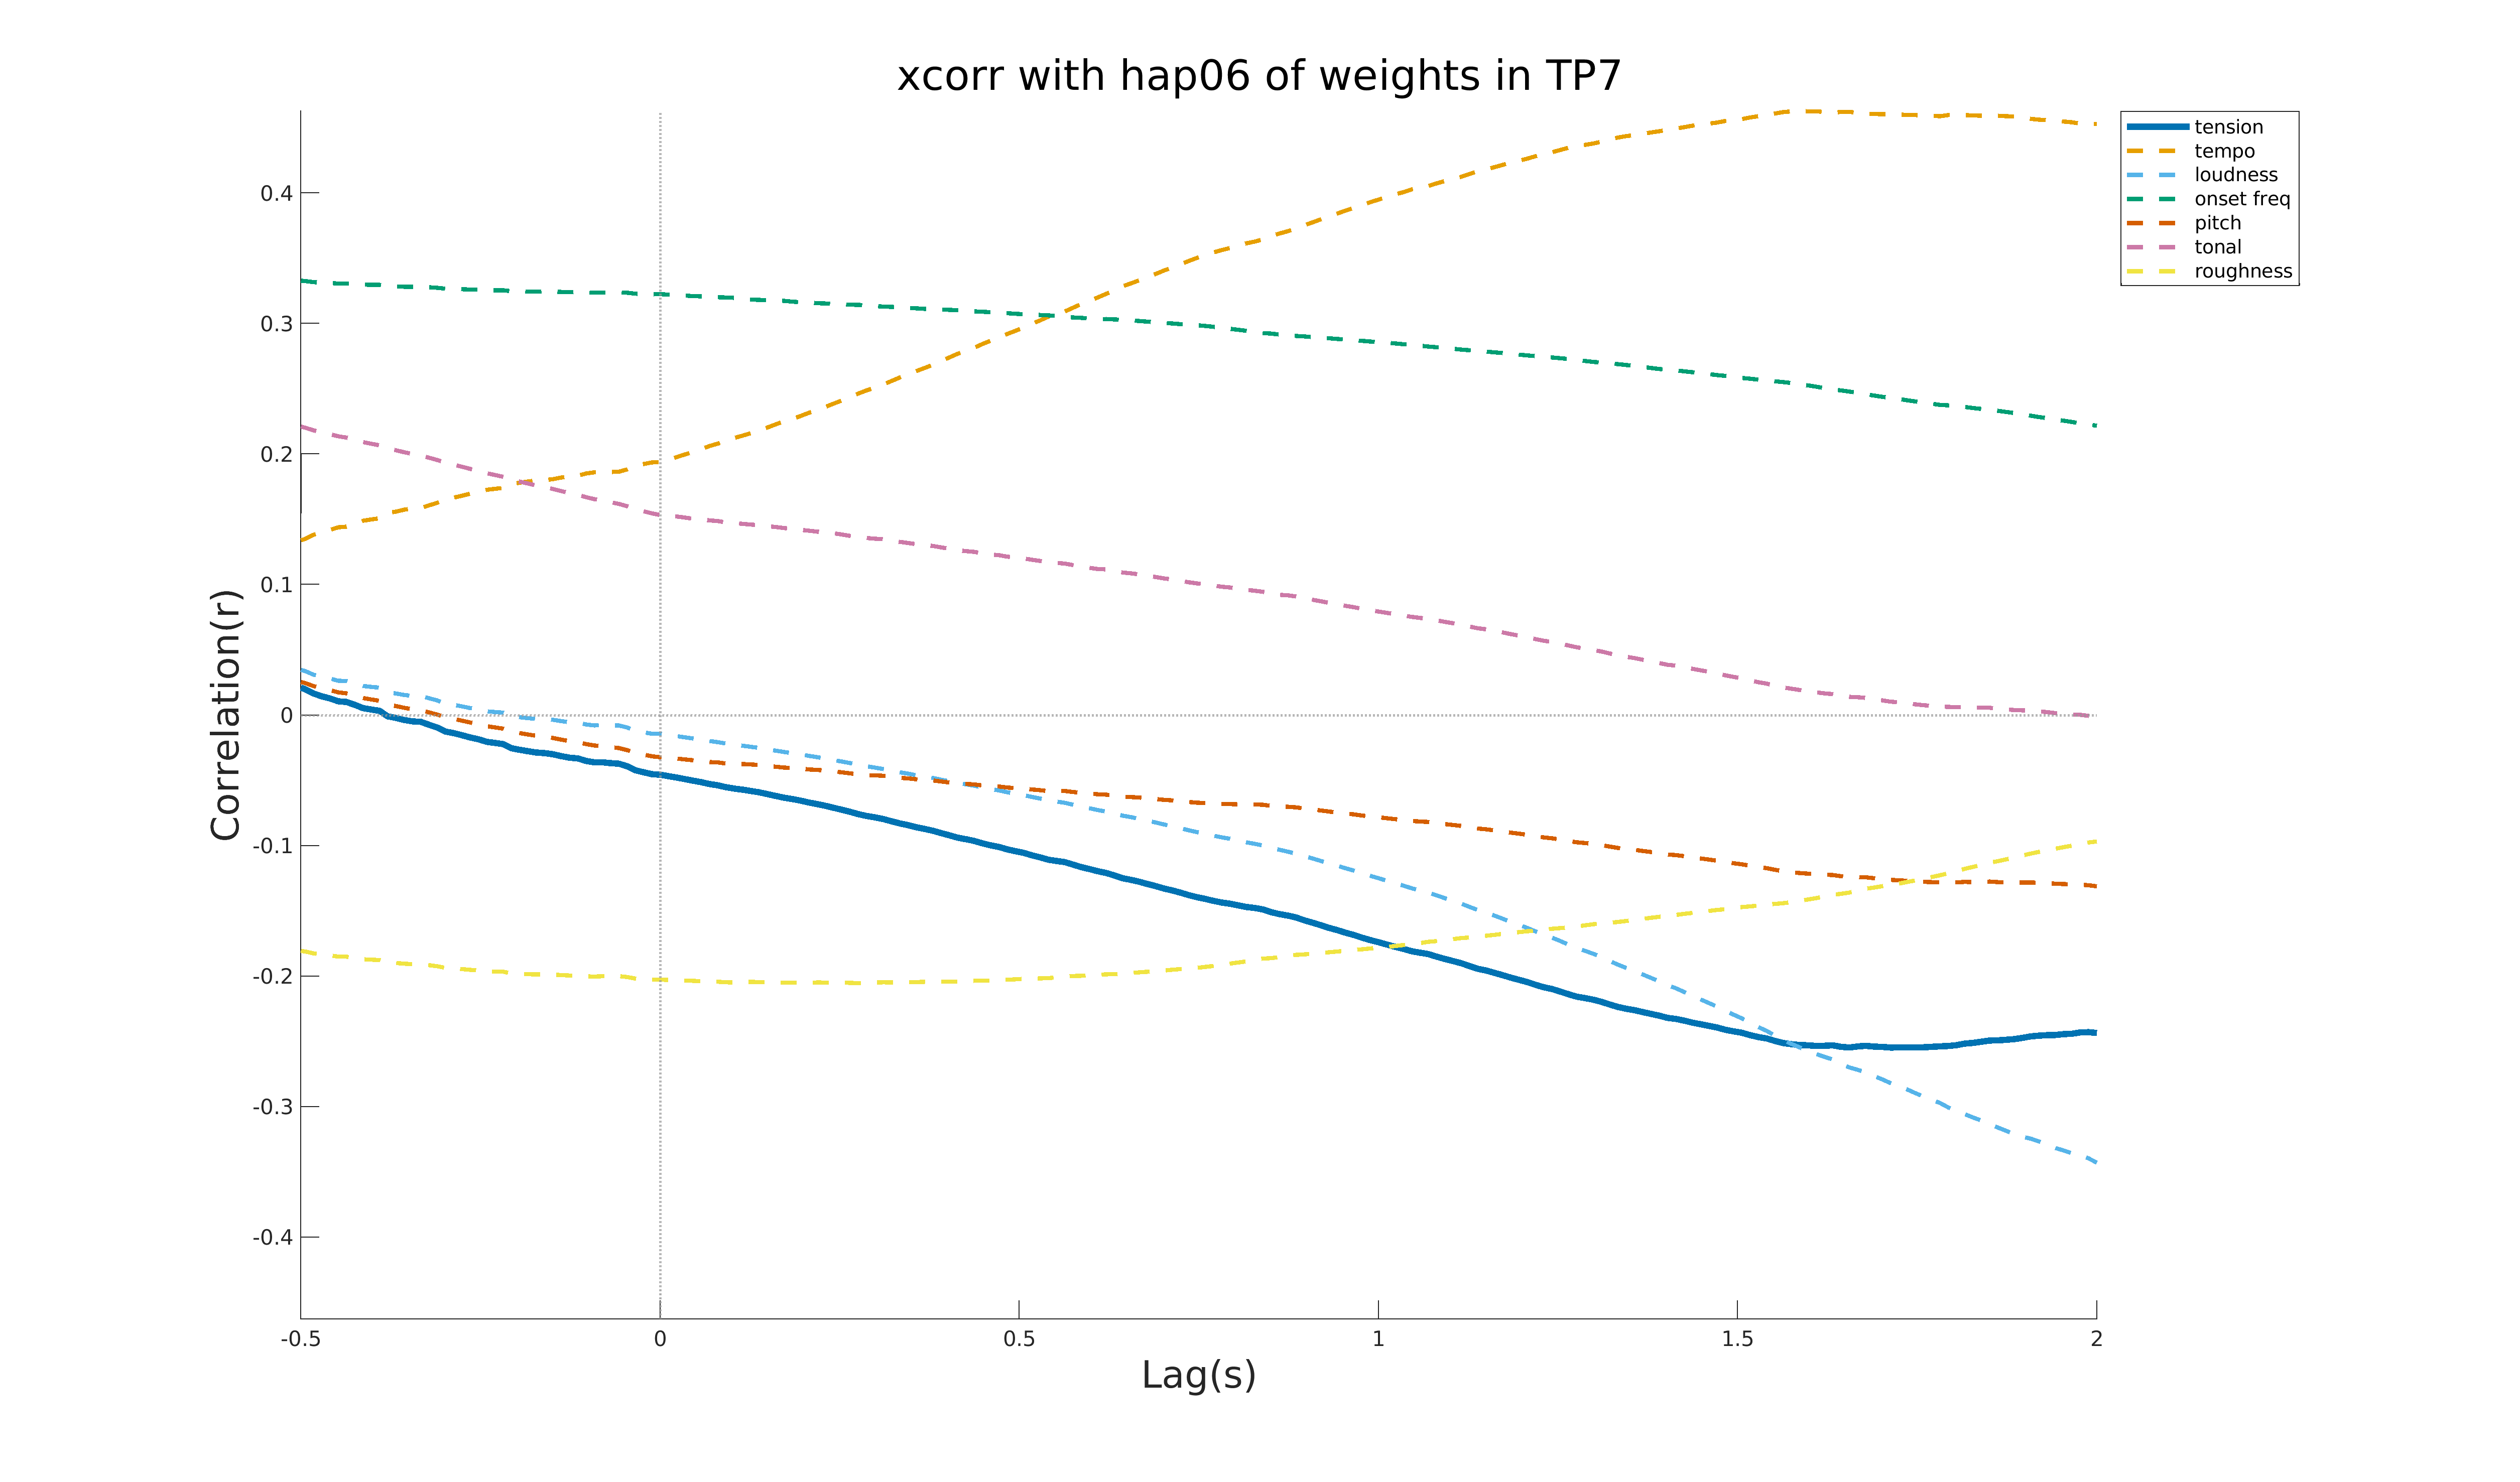 xcorr with hap06 of weights in TP7
tension
tempo
loudness
onset freq
pitch
tonal
roughness
0.4
0.3
0.2
0.1
0
-0.1
-0.2
-0.3
-0.4
Correlation(r)
-0.5 0 0.5 1 1.5 2
Lag(s)